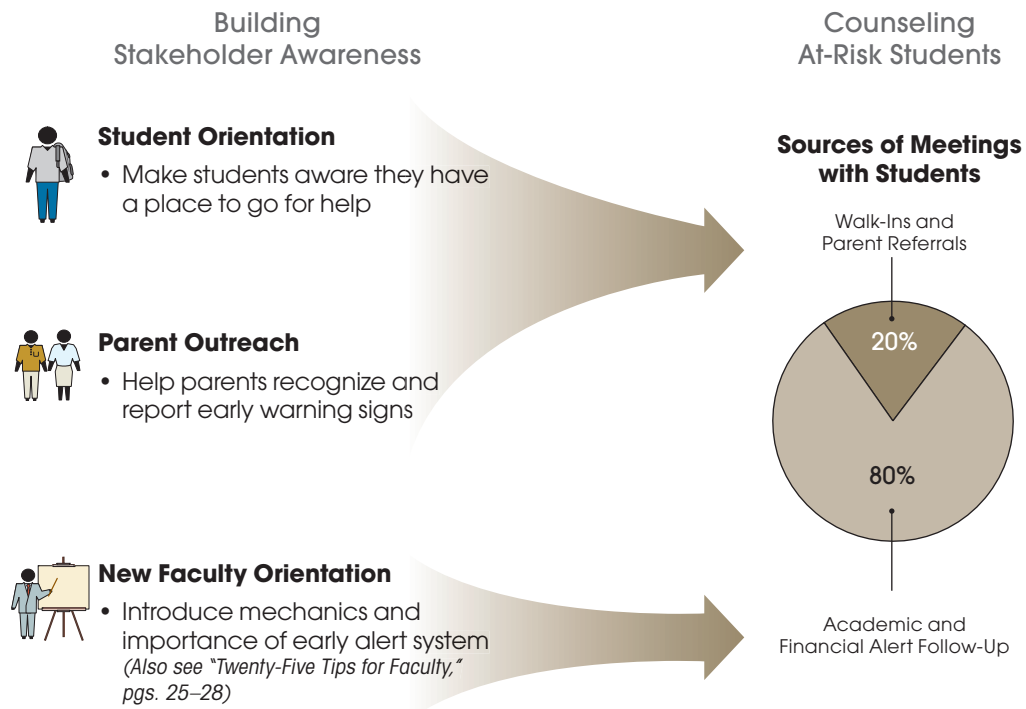 Building
Stakeholder Awareness
Student Orientation
• Make students aware they have
a place to go for help
Parent Outreach
• Help parents recognize and
report early warning signs
New Faculty Orientation
• Introduce mechanics and
importance of early alert system
(Also see “Twenty-Five Tips for Faculty,”
pgs. 25–28)
Counseling
At-Risk Students
Sources of Meetings
with Students
Walk-Ins and
Parent Referrals
20%
80%
Academic and
Financial Alert Follow-Up